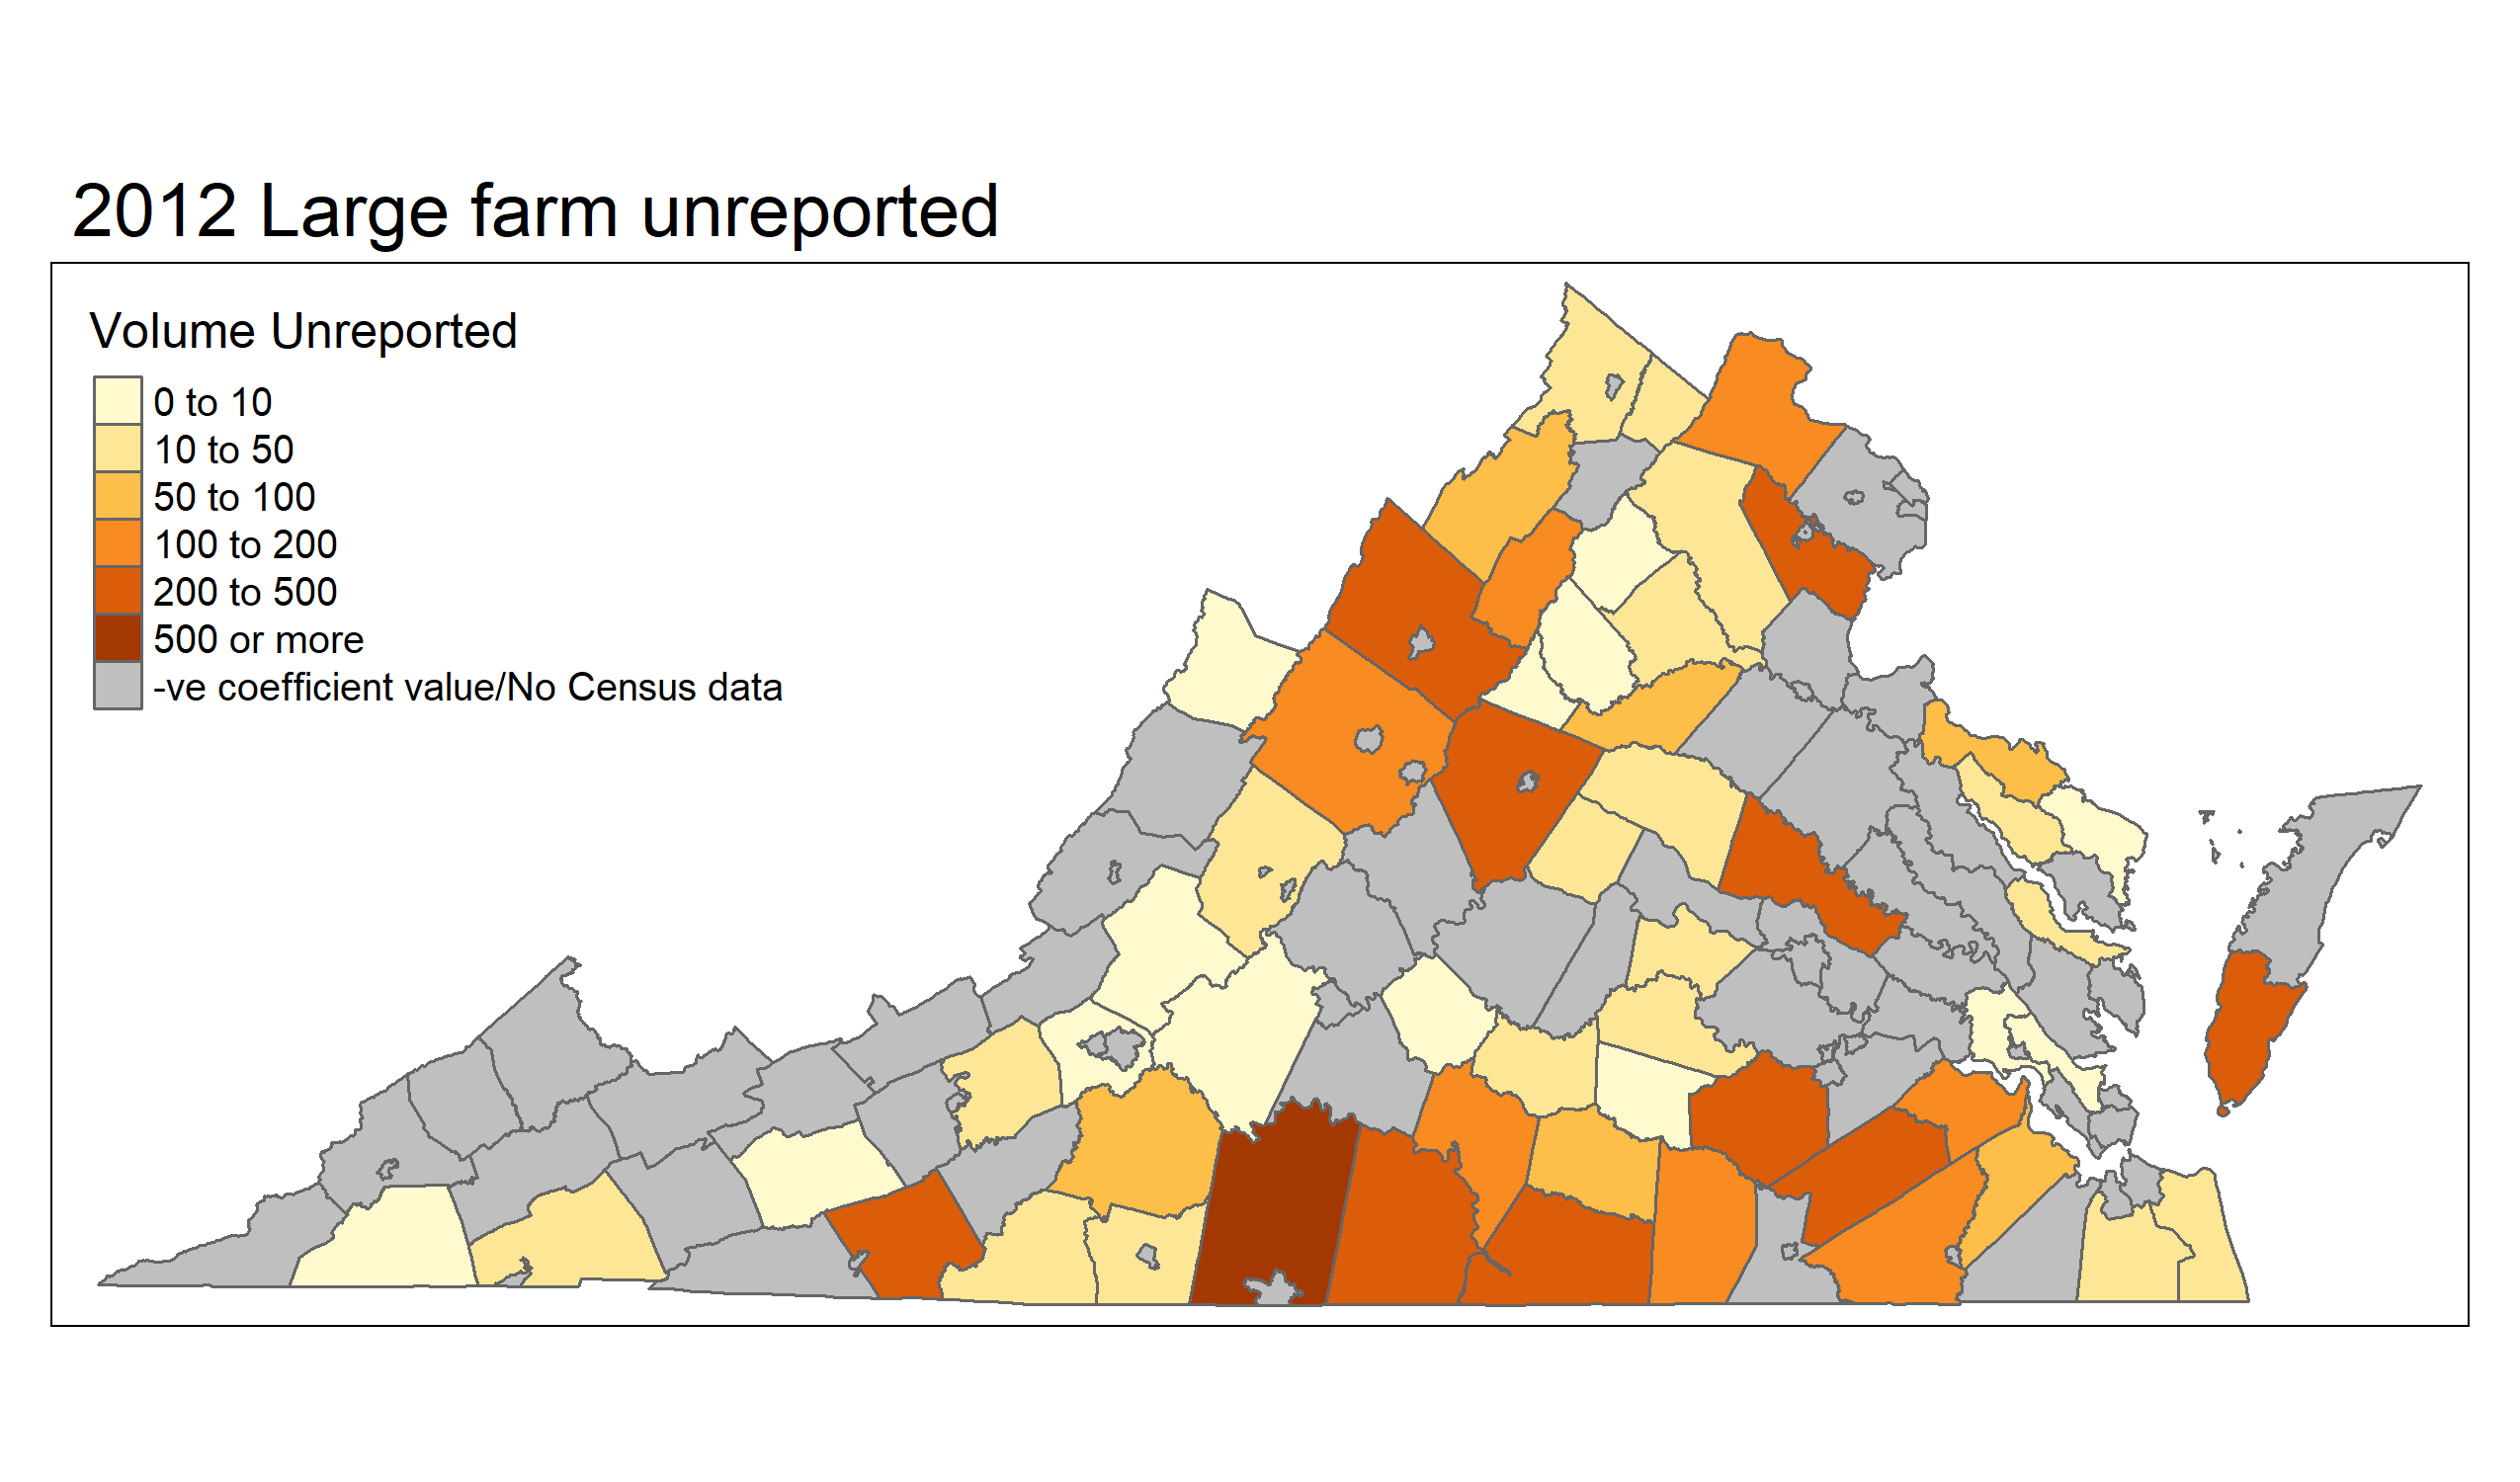 2012 Large farm unreported
Volume Unreported
0 to 10
10 to 50
50 to 100
100 to 200
200 to 500
500 or more
-ve coefficient value/No Census data